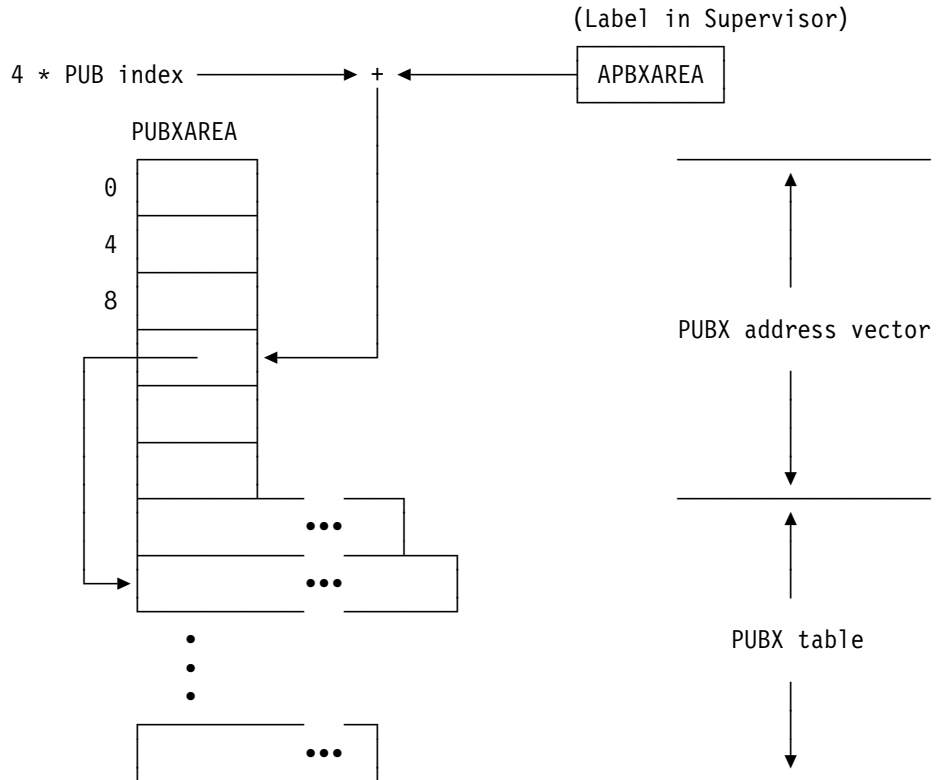 (Label in Supervisor)
4 * PUB index + APBXAREA
PUBXAREA
0
4
8
PUBX address vector
•••
•••
PUBX table
•••